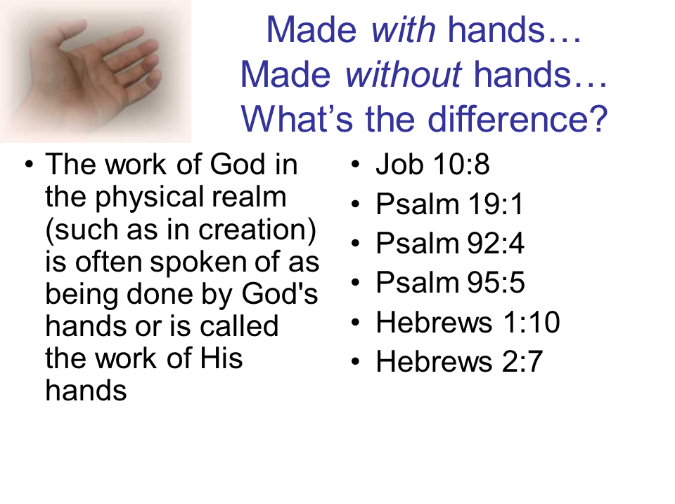 Made with hands…
Made without hands…
What’s the difference?
• The work of God in
the physical realm
(such as in creation)
is often spoken of as
being done by God's
hands or is called
the work of His
hands
• Job 10:8
• Psalm 19:1
• Psalm 92:4
• Psalm 95:5
• Hebrews 1:10
• Hebrews 2:7